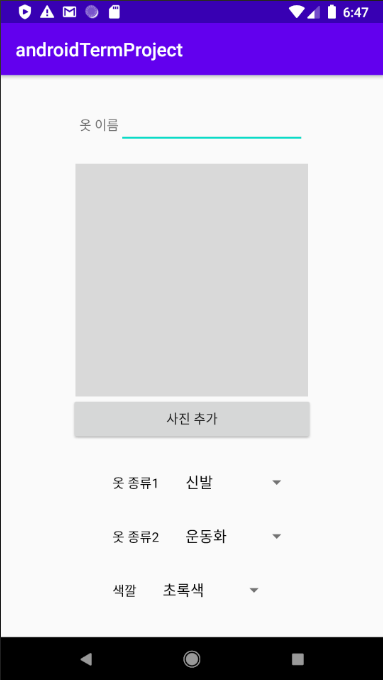 6:47
androidTermProject
옷 이름
사진 추가
옷 종류1 신발
옷 종류2 운동화
색깔 초록색